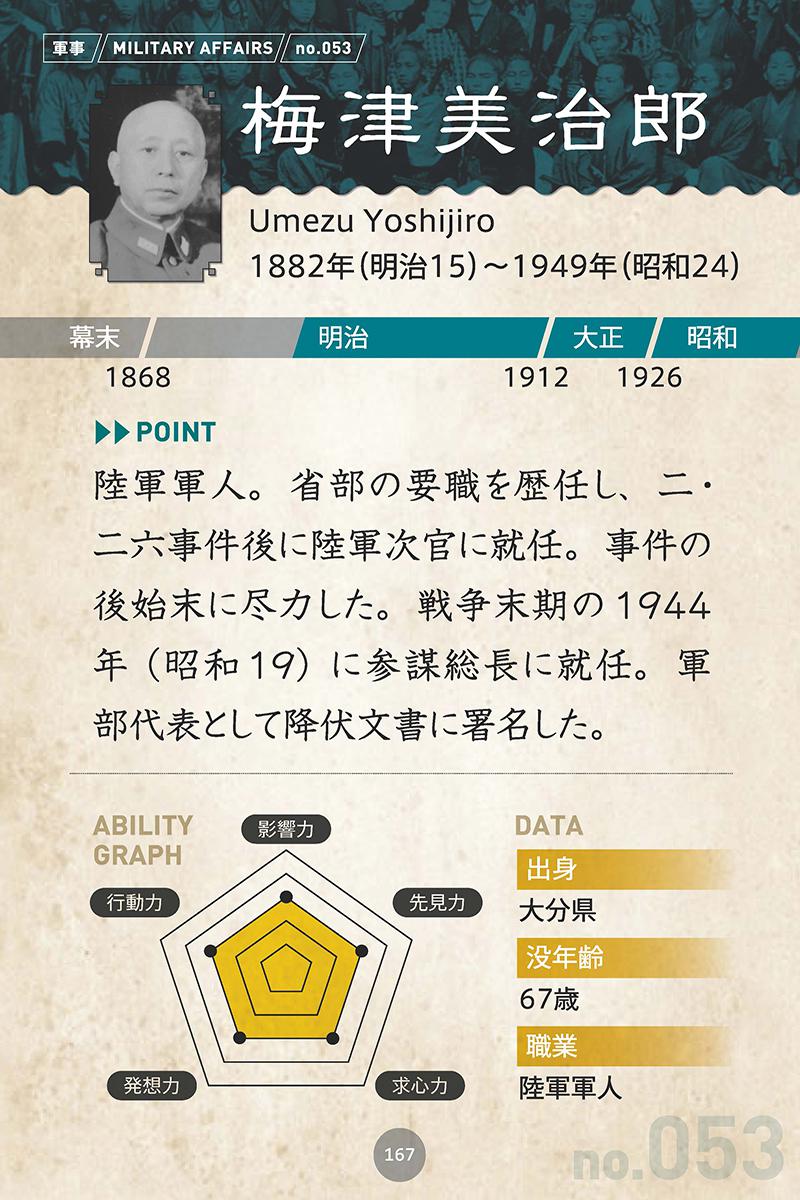 軍事 MILITARY AFFAIRS no.053
梅津美治郎
Umezu Yoshijiro
1882年(明治15)～1949年(昭和24)
幕末 明治 大正 昭和
1868 1912 1926
POINT
陸軍軍人。省部の要職を歴任し、二・
二六事件後に陸軍次官に就任。事件の
後始末に尽力した。戦争末期の1944
年（昭和19）に参謀総長に就任。軍
部代表として降伏文書に署名した。
ABILITY
GRAPH
影響力
行動力
先見力
発想力
求心力
DATA
出身
大分県
没年齢
67歳
職業
陸軍軍人
167
no.053